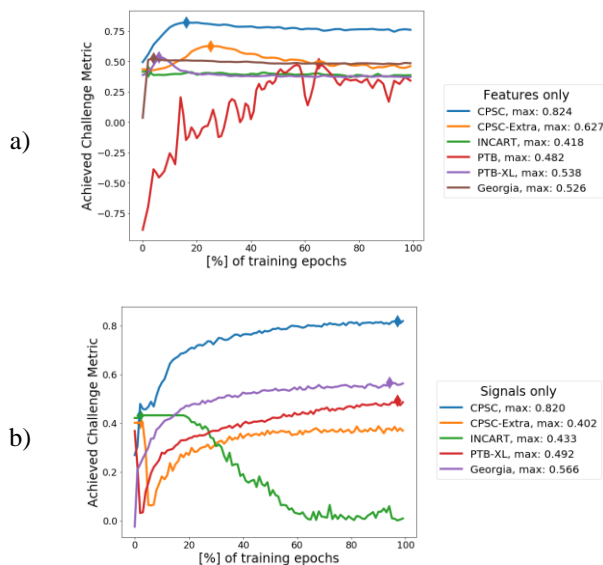 a)
Achieved Challenge Metric
0.75
0.50
0.25
0.00
−0.25
−0.50
−0.75
0 20 40 60 80 100
[%] of training epochs
Features only
CPSC, max: 0.824
CPSC-Extra, max: 0.627
INCART, max: 0.418
PTB, max: 0.482
PTB-XL, max: 0.538
Georgia, max: 0.526
b)
Achieved Challenge Metric
0.8
0.6
0.4
0.2
0.0
0 20 40 60 80 100
[%] of training epochs
Signals only
CPSC, max: 0.820
CPSC-Extra, max: 0.402
INCART, max: 0.433
PTB-XL, max: 0.492
Georgia, max: 0.566